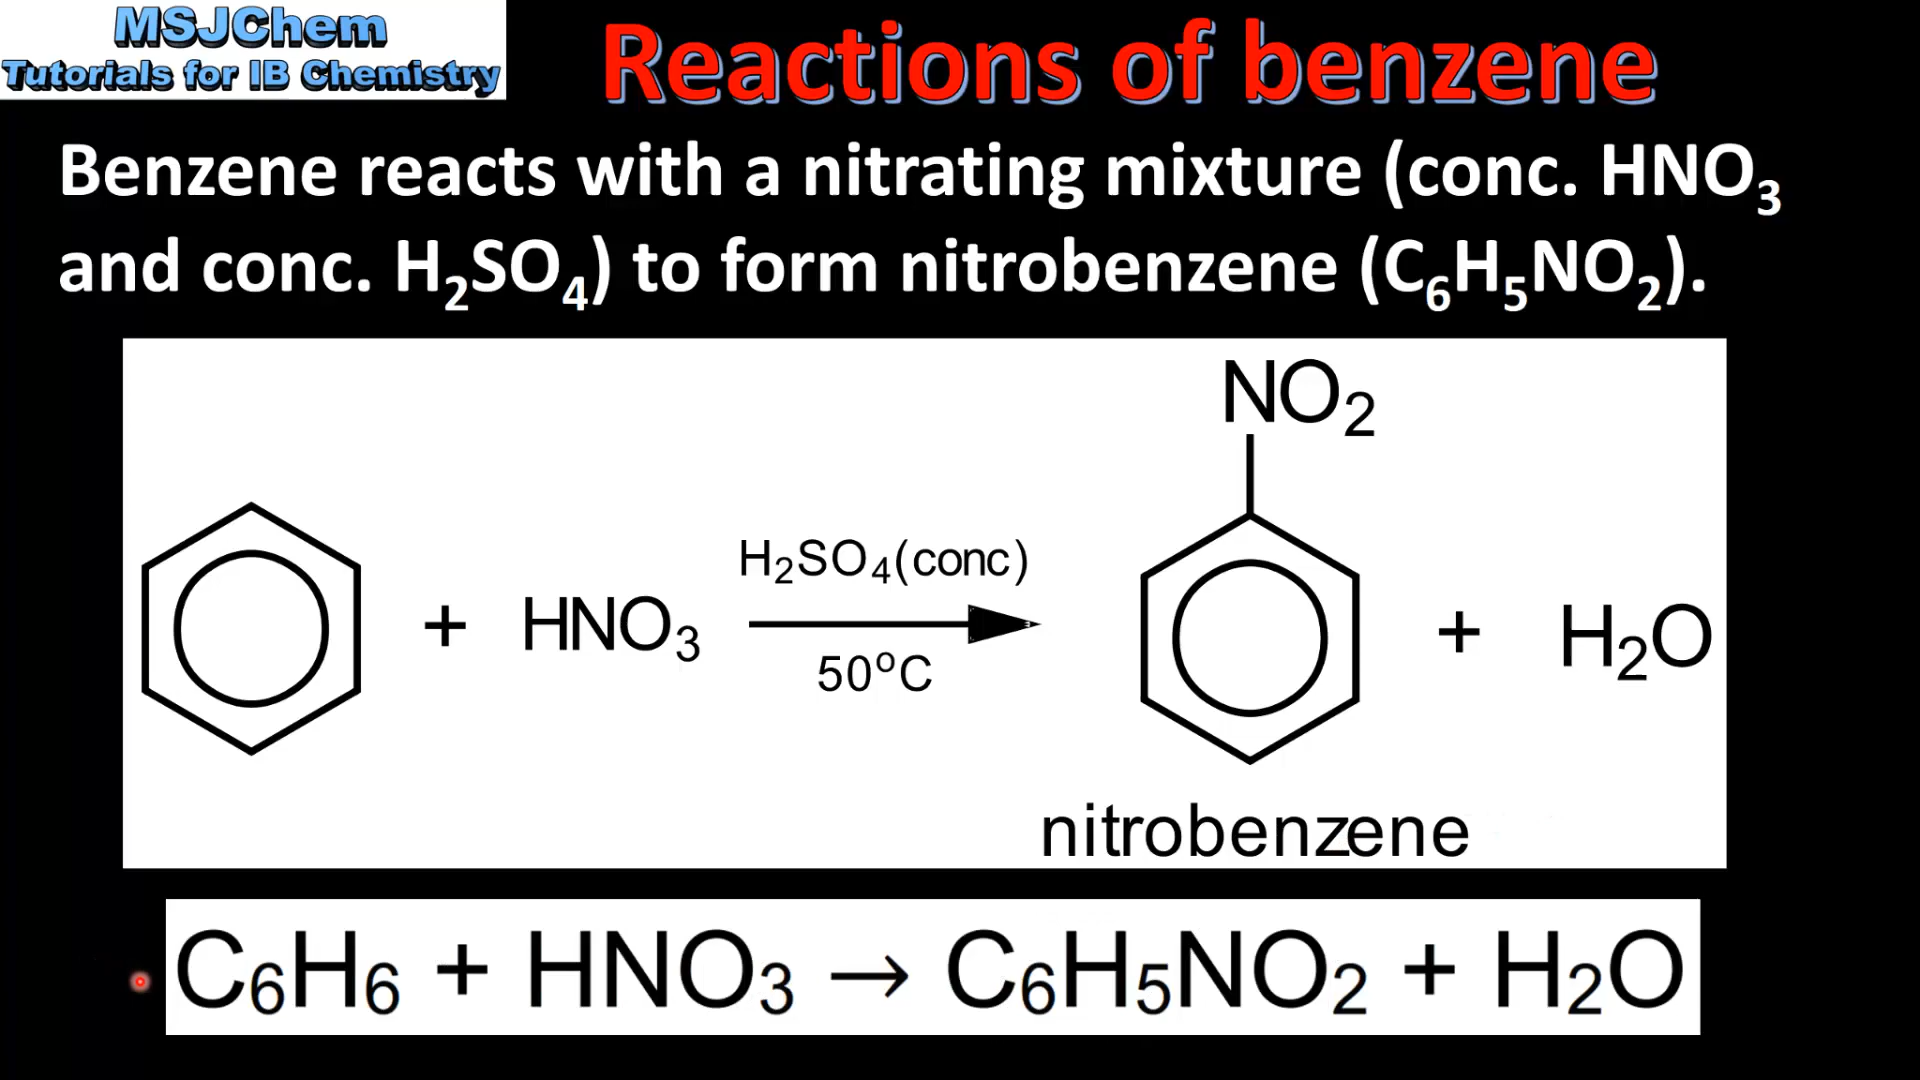 MSJChem
Tutorials for IB Chemistry
Reactions of benzene
Benzene reacts with a nitrating mixture (conc. HNO₃
and conc. H₂SO₄) to form nitrobenzene (C₆H₅NO₂).
NO₂
H₂SO₄(conc)
+ HNO₃
50°C
+ H₂O
nitrobenzene
C₆H₆ + HNO₃ → C₆H₅NO₂ + H₂O